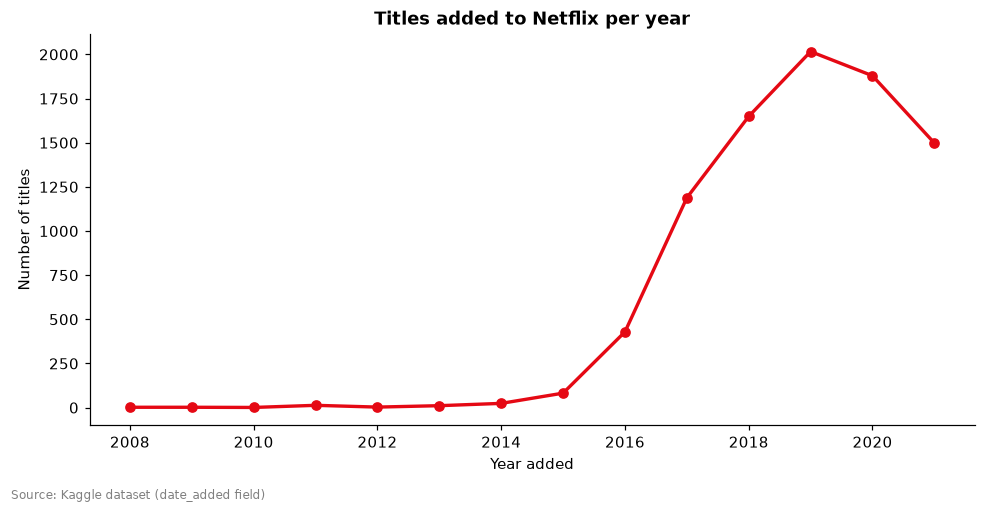 Titles added to Netflix per year
Number of titles
2000
1750
1500
1250
1000
750
500
250
0
2008 2010 2012 2014 2016 2018 2020
Year added
Source: Kaggle dataset (date_added field)